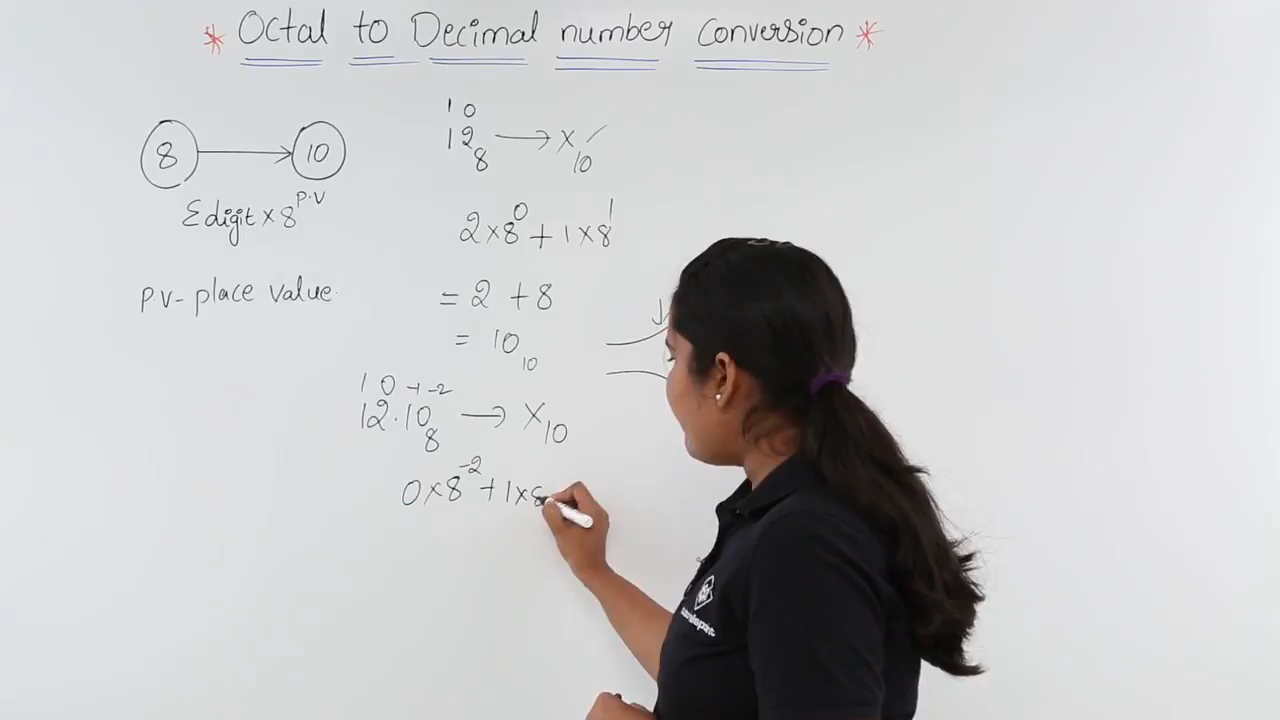 * Octal to Decimal number conversion *
8 → 10
Σdigit×8^P.V
PV- place value.
1 0
12₈ → X₁₀
2×8⁰ + 1×8¹
= 2 + 8
= 10₁₀
1 0 -1 -2
12.10₈ → X₁₀
0×8⁻² + 1×8